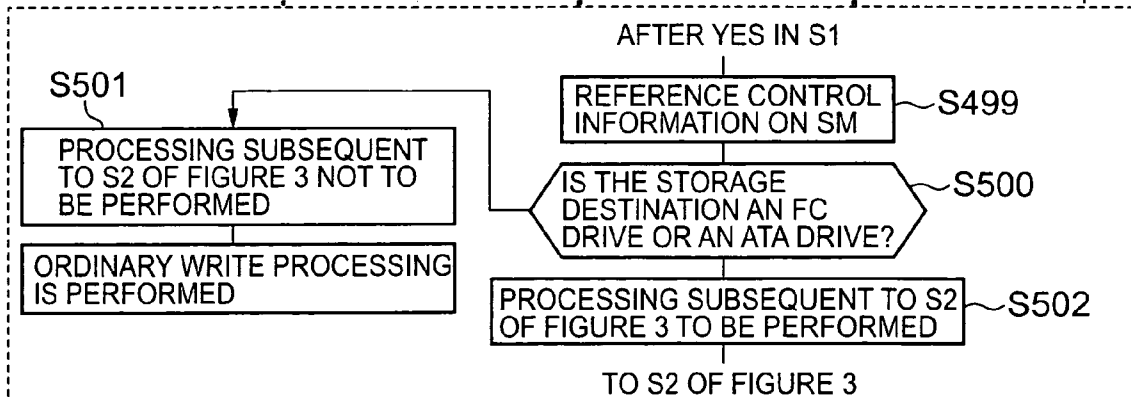 AFTER YES IN S1
REFERENCE CONTROL
INFORMATION ON SM
S499
IS THE STORAGE
DESTINATION AN FC
DRIVE OR AN ATA DRIVE?
S500
S501
PROCESSING SUBSEQUENT
TO S2 OF FIGURE 3 NOT TO
BE PERFORMED
ORDINARY WRITE PROCESSING
IS PERFORMED
PROCESSING SUBSEQUENT TO S2
OF FIGURE 3 TO BE PERFORMED
S502
TO S2 OF FIGURE 3